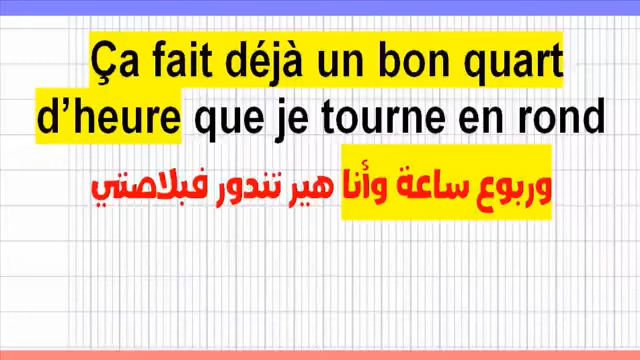 Ça fait déjà un bon quart
d’heure que je tourne en rond
وربوع ساعة وأنا هير تندور فبلاصتي